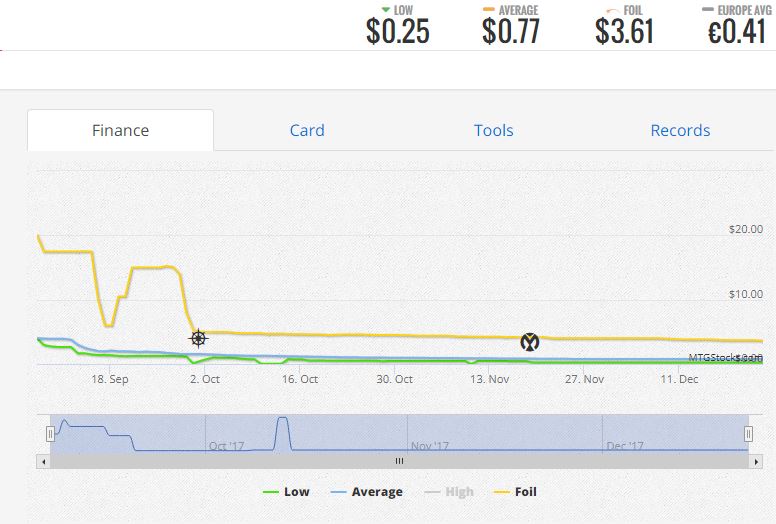 LOW AVERAGE FOIL EUROPE AVG
$0.25 $0.77 $3.61 €0.41
Finance Card Tools Records
$20.00
$10.00
MTGStocks.com $0.00
18. Sep 2. Oct 16. Oct 30. Oct 13. Nov 27. Nov 11. Dec
Oct '17 Nov '17 Dec '17
Low Average High Foil